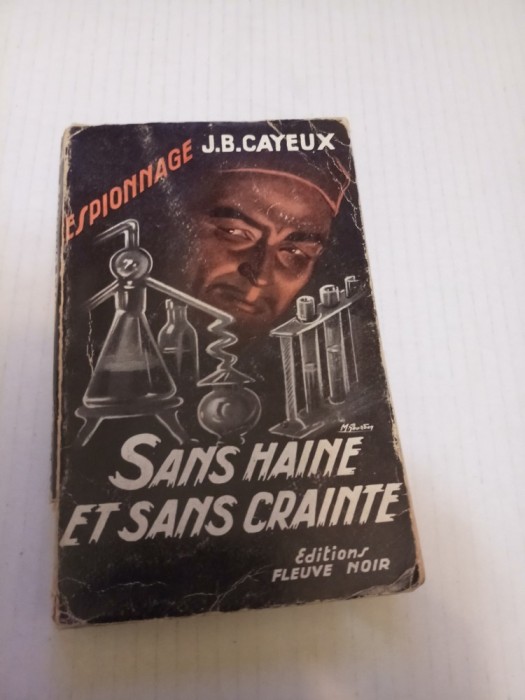 ESPIONNAGE
J.B. CAYEUX
SANS HAINE
ET SANS CRAINTE
Editions
FLEUVE NOIR